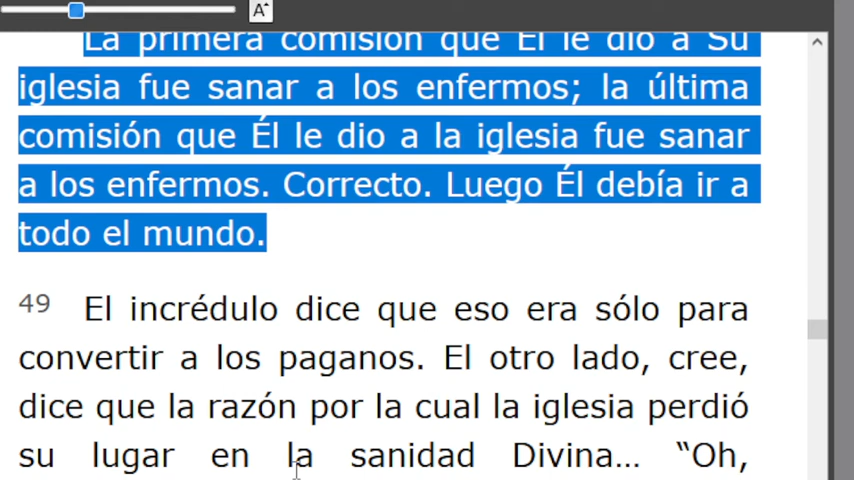 A
La primera comisión que Él le dio a Su
iglesia fue sanar a los enfermos; la última
comisión que Él le dio a la iglesia fue sanar
a los enfermos. Correcto. Luego Él debía ir a
todo el mundo.
49 El incrédulo dice que eso era sólo para
convertir a los paganos. El otro lado, cree,
dice que la razón por la cual la iglesia perdió
su lugar en la sanidad Divina… “Oh,